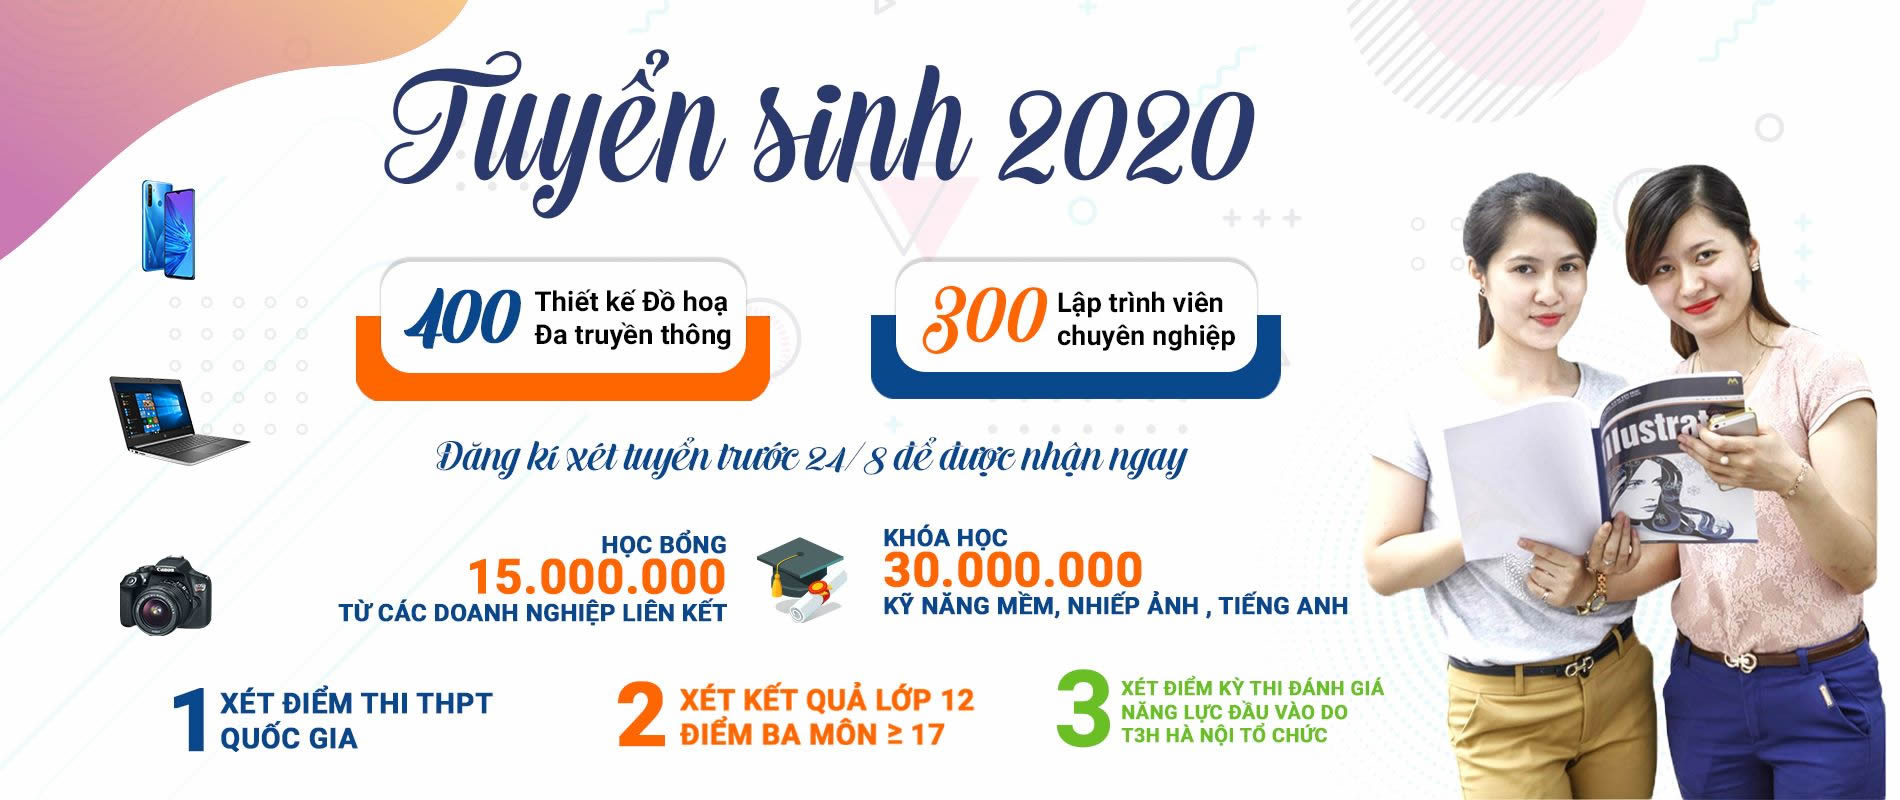 Tuyển sinh 2020
400 Thiết kế Đồ hoạ
Đa truyền thông
300 Lập trình viên
chuyên nghiệp
Đăng kí xét tuyển trước 24/8 để được nhận ngay
HỌC BỔNG
15.000.000
TỪ CÁC DOANH NGHIỆP LIÊN KẾT
KHÓA HỌC
30.000.000
KỸ NĂNG MỀM, NHIẾP ẢNH , TIẾNG ANH
1 XÉT ĐIỂM THI THPT
QUỐC GIA
2 XÉT KẾT QUẢ LỚP 12
ĐIỂM BA MÔN ≥ 17
3 XÉT ĐIỂM KỲ THI ĐÁNH GIÁ
NĂNG LỰC ĐẦU VÀO DO
T3H HÀ NỘI TỔ CHỨC
Illustrat
Canon